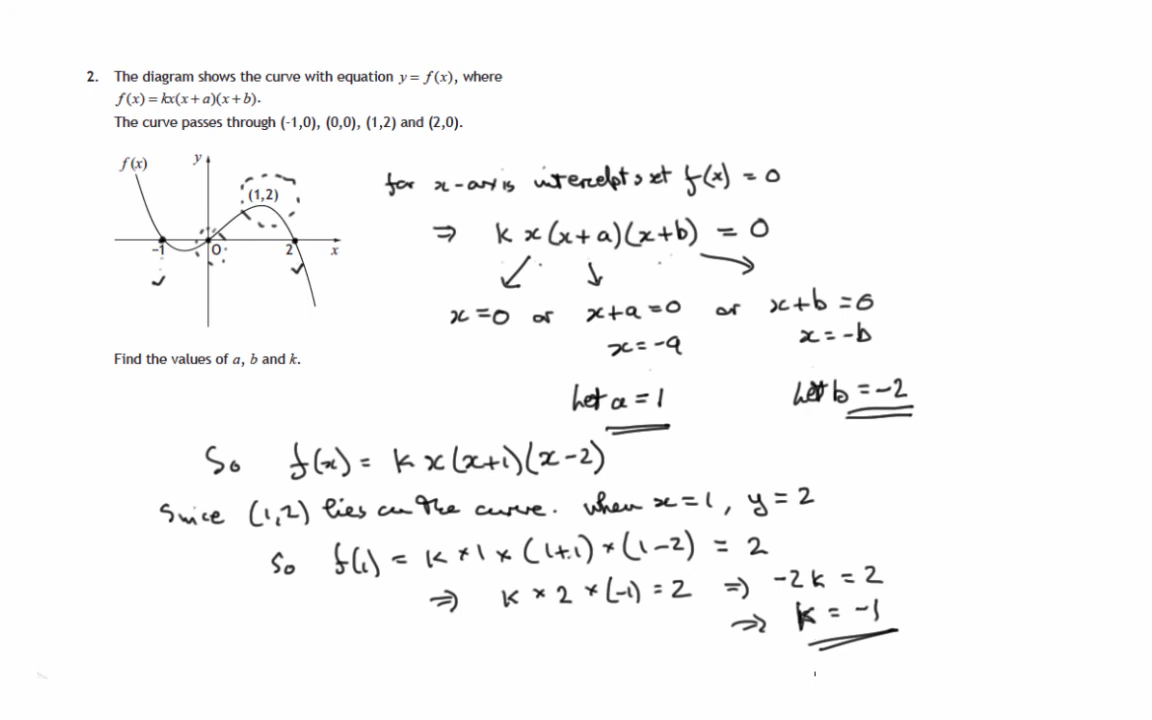 2. The diagram shows the curve with equation y = f(x), where
f(x) = kx(x + a)(x + b).
The curve passes through (-1,0), (0,0), (1,2) and (2,0).
f(x)
y
(1,2)
-1 0 2 x
Find the values of a, b and k.
for x-axis intercepts set f(x) = 0
⇒ k x (x + a)(x + b) = 0
x = 0 or x + a = 0 or x + b = 0
x = -a x = -b
Let a = 1 Let b = -2
So f(x) = k x (x+1)(x-2)
Since (1,2) lies on the curve. When x = 1, y = 2
So f(1) = k × 1 × (1+1) × (1-2) = 2
⇒ k × 2 × (-1) = 2 ⇒ -2k = 2
⇒ k = -1